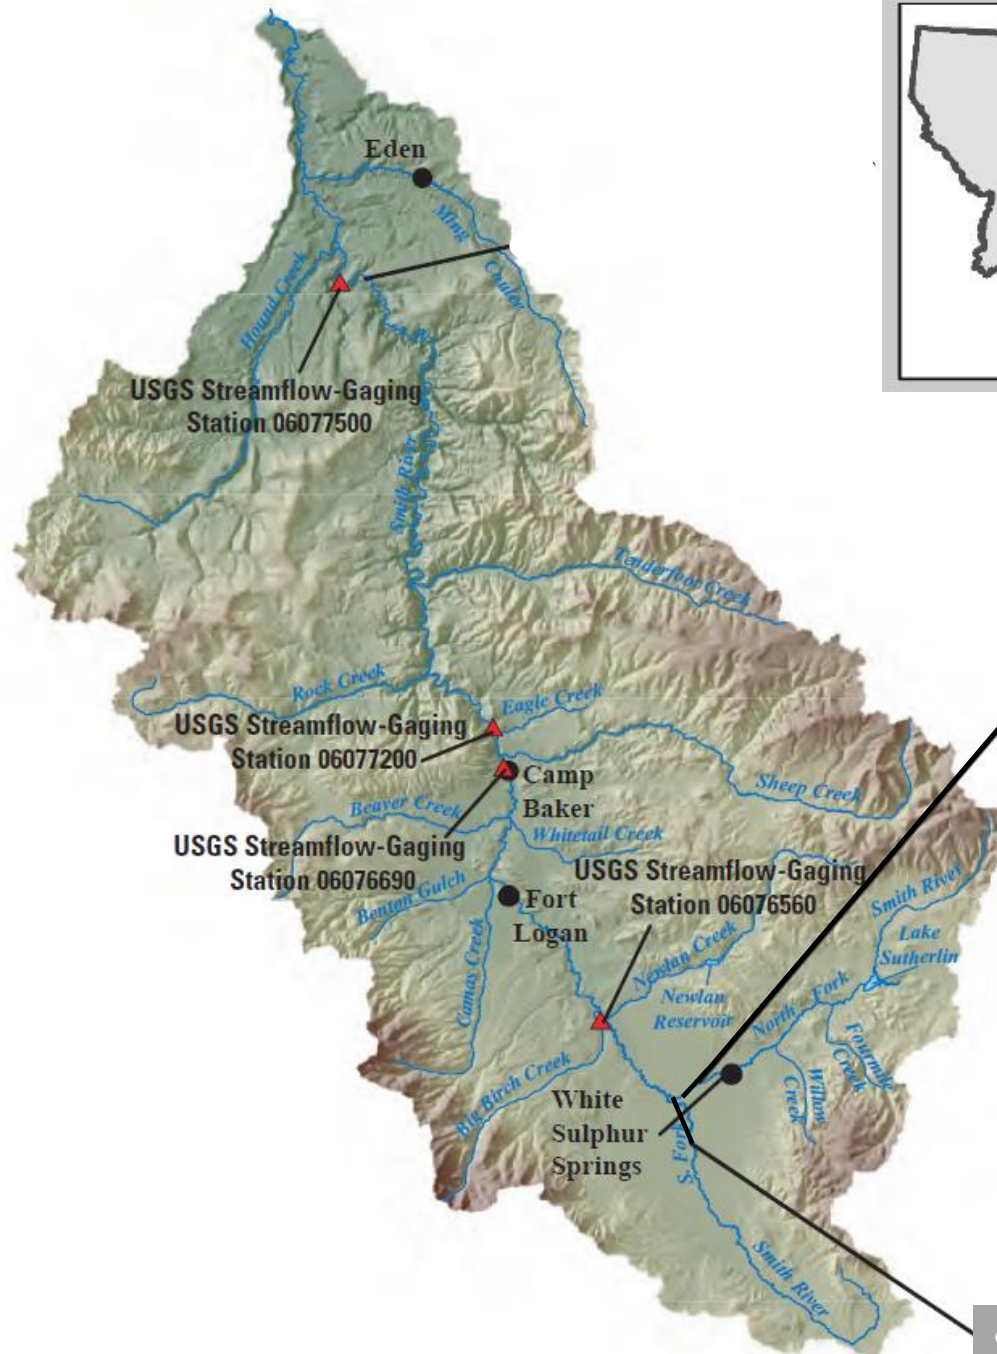 Eden
Ming
Coulee
Hound Creek
USGS Streamflow-Gaging
Station 06077500
Smith River
Tenderfoot Creek
Rock Creek
Eagle Creek
USGS Streamflow-Gaging
Station 06077200
Camp
Baker
Sheep Creek
Beaver Creek
Whitetail Creek
USGS Streamflow-Gaging
Station 06076690
USGS Streamflow-Gaging
Station 06076560
Benton Gulch
Fort
Logan
Smith River
Lake
Sutherlin
Camas Creek
Newlan Creek
Newlan
Reservoir
North Fork
Fourmile
Creek
Willow
Creek
Big Birch Creek
White
Sulphur
Springs
S. Fork
Smith River